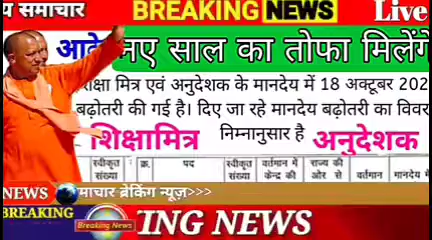 समाचार
BREAKING NEWS
Live
नए साल का तोफा मिलेंगे
मित्र एवं अनुदेशक के मानदेय में 18 अक्टूबर 202
बढ़ोतरी की गई है। दिए जा रहे मानदेय बढ़ोतरी का विवर
शिक्षामित्र निम्नानुसार है अनुदेशक
स्वीकृत संख्या क्र. पद स्वीकृत संख्या वर्तमान में केन्द्र की राज्य की ओर से वर्तमान मानदेय में
NEWS माचार ब्रेकिंग न्यूज़>>>
BREAKING Breaking News ING NEWS